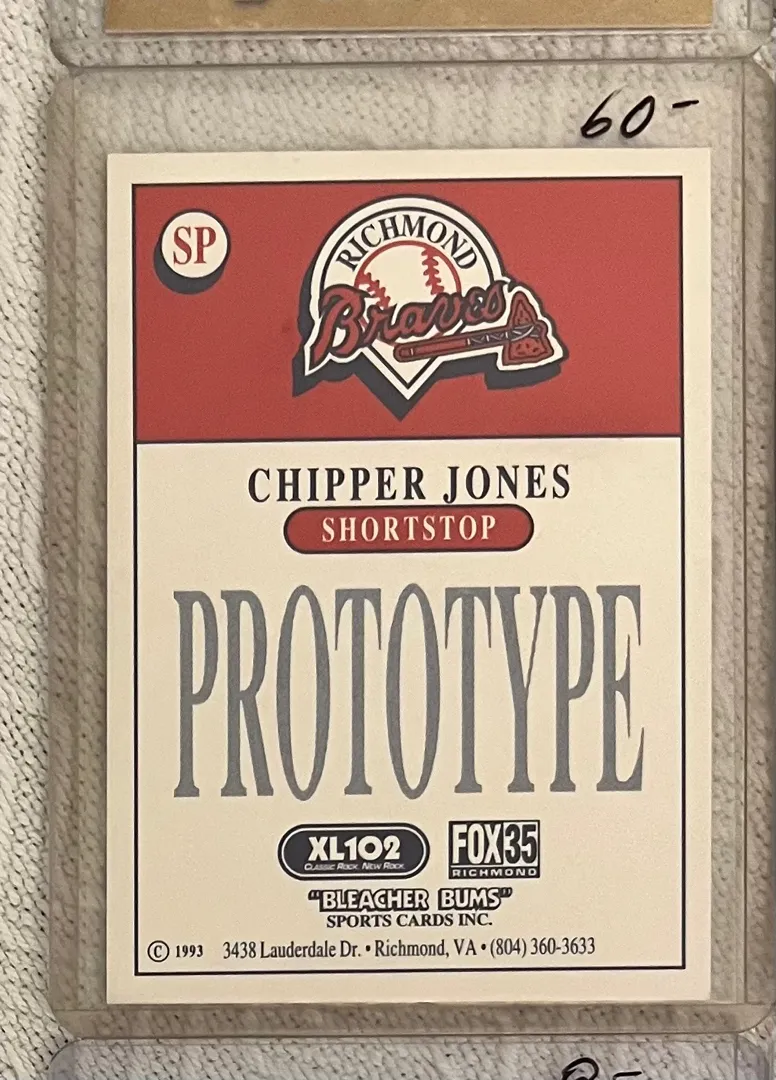 60-
SP
RICHMOND
Braves
CHIPPER JONES
SHORTSTOP
PROTOTYPE
XL102
CLASSIC ROCK. NEW ROCK.
FOX35
RICHMOND
"BLEACHER BUMS"
SPORTS CARDS INC.
© 1993 3438 Lauderdale Dr. • Richmond, VA • (804) 360-3633